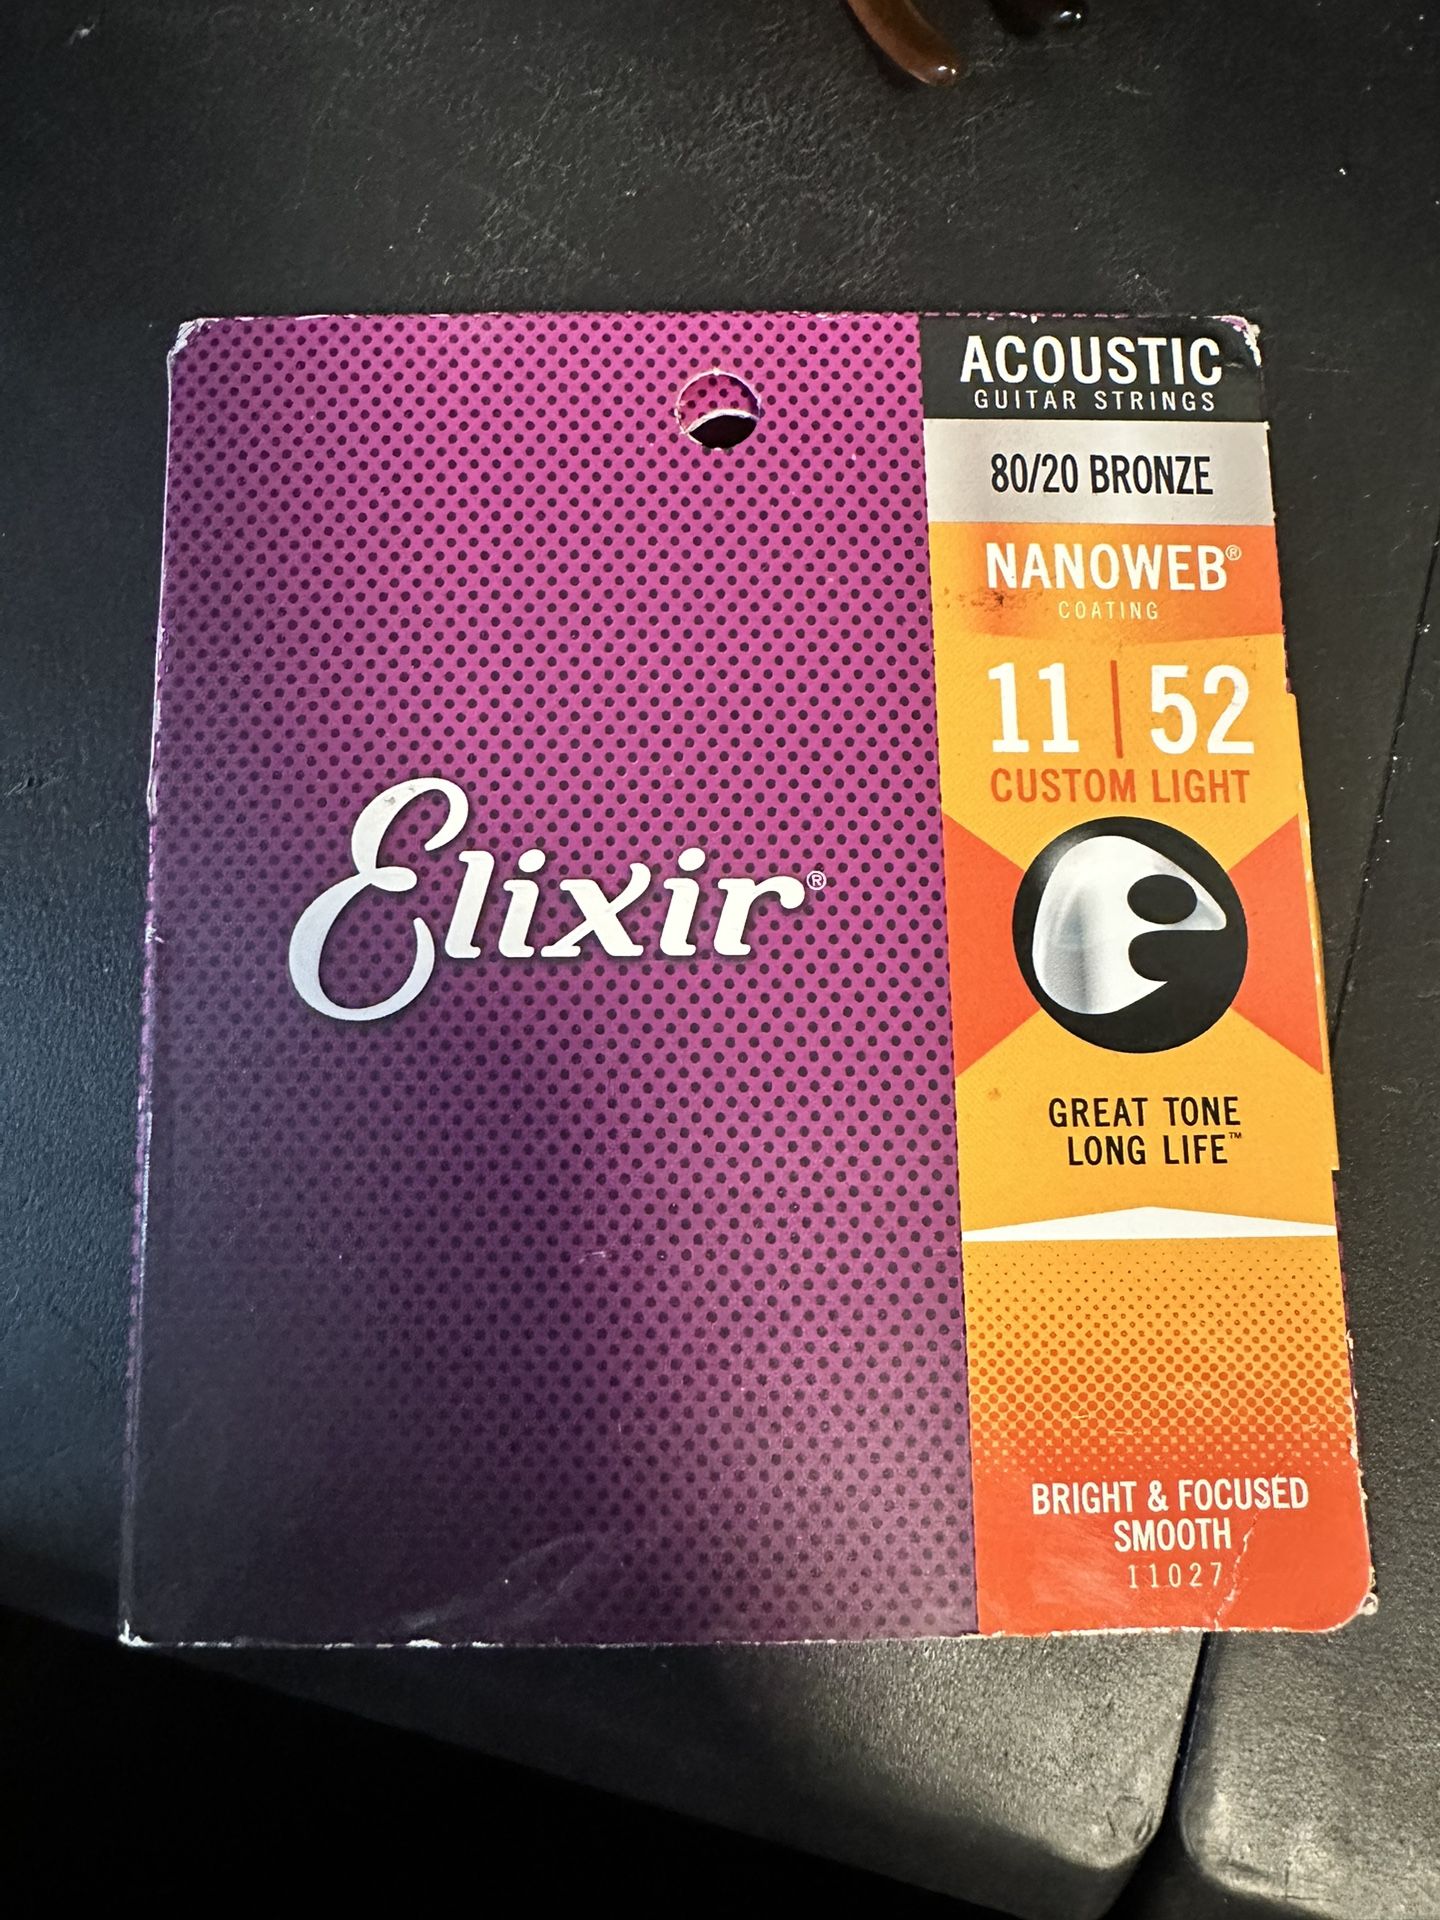 ACOUSTIC
GUITAR STRINGS
80/20 BRONZE
NANOWEB®
COATING
11 | 52
CUSTOM LIGHT
Elixir®
GREAT TONE
LONG LIFE™
BRIGHT & FOCUSED
SMOOTH
11027